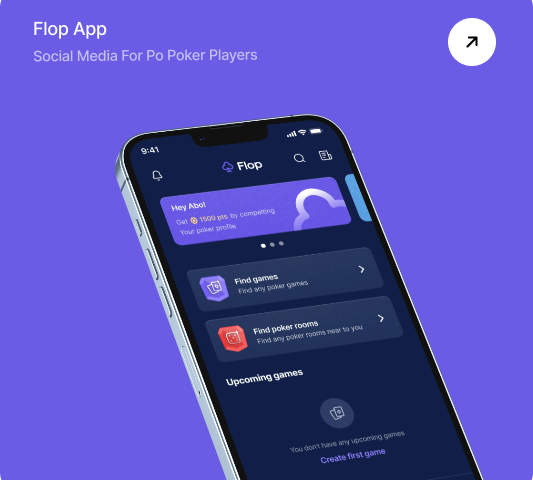 Flop App
Social Media For Po Poker Players
9:41
Flop
Hey Abo!
Get 1500 pts by competting
Your poker profile
Find games
Find any poker games
Find poker rooms
Find any poker rooms near to you
Upcoming games
You don't have any upcoming games
Create first game